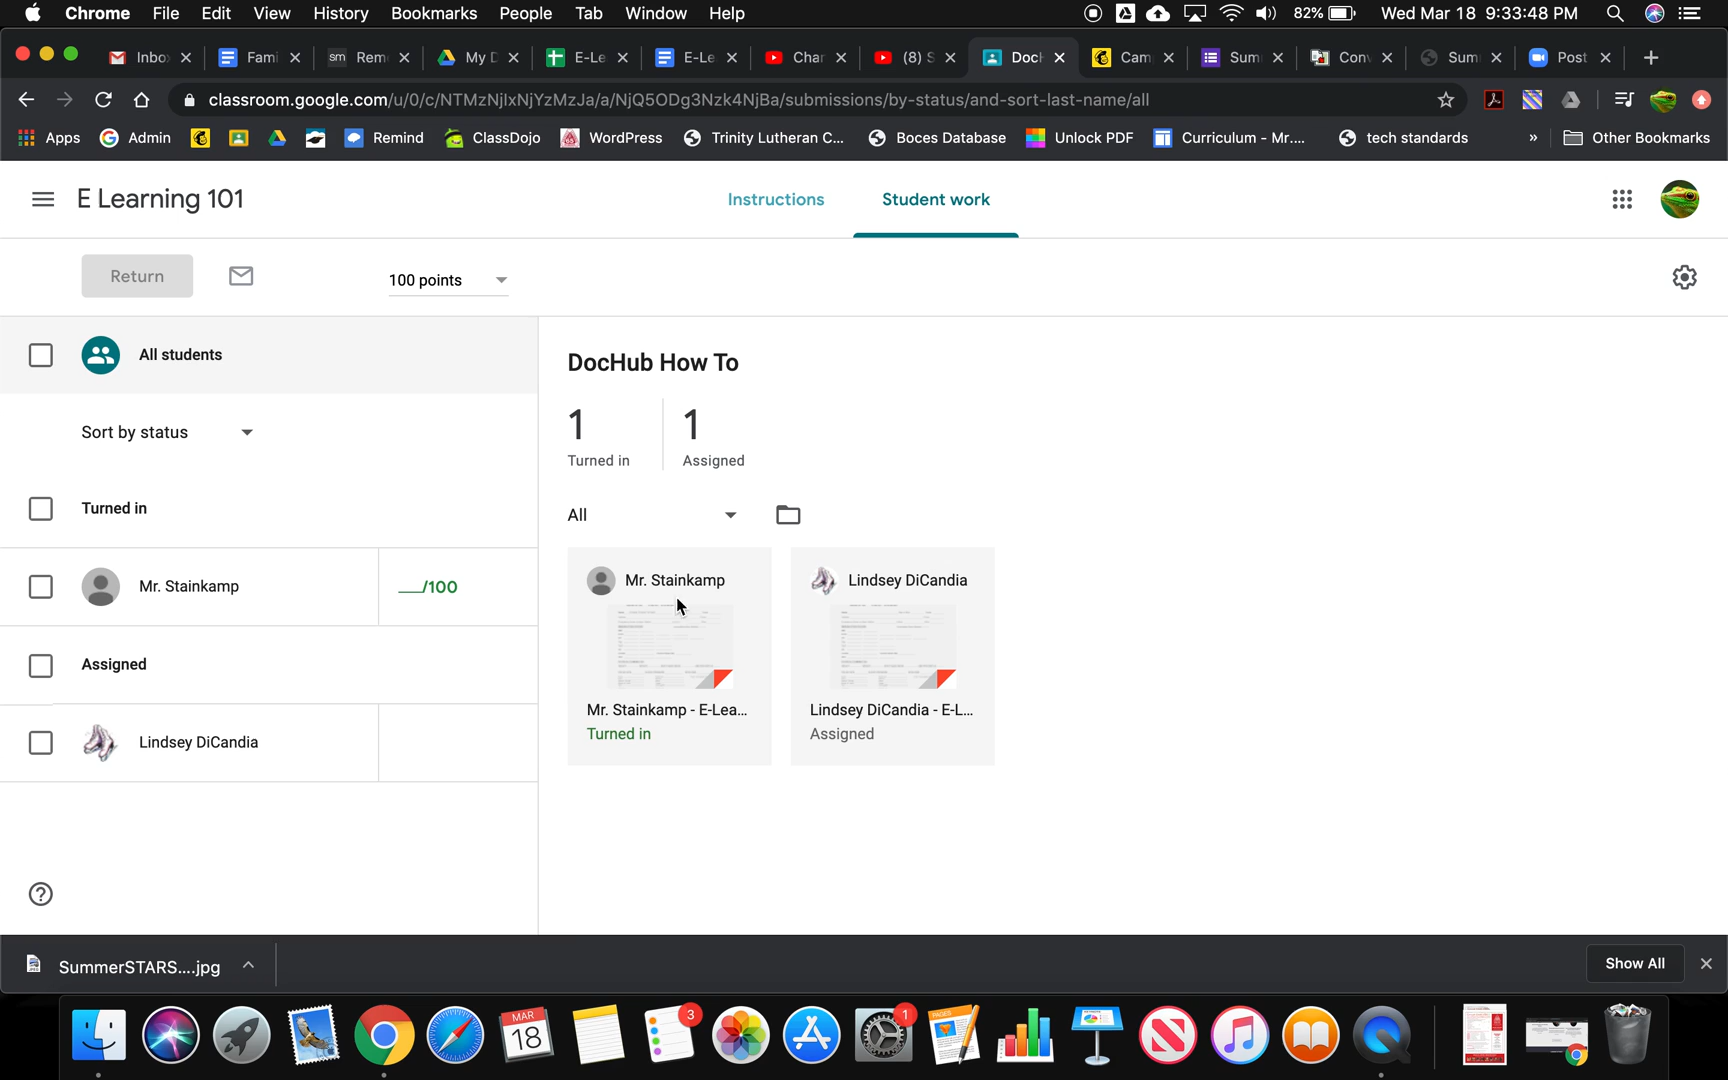 Chrome File Edit View History Bookmarks People Tab Window Help 82% Wed Mar 18 9:33:48 PM
Inbo Fami sm Rem My D E-Le E-Le Char (8) S Doc Cam Sum Con Sum Post
classroom.google.com/u/0/c/NTMzNjIxNjYzMzJa/a/NjQ5ODg3Nzk4NjBa/submissions/by-status/and-sort-last-name/all
Apps Admin Remind ClassDojo WordPress Trinity Lutheran C... Boces Database Unlock PDF Curriculum - Mr.... tech standards » Other Bookmarks
E Learning 101 Instructions Student work
Return 100 points
All students
DocHub How To
1 1
Turned in Assigned
Sort by status
All
Turned in
Mr. Stainkamp __/100
Mr. Stainkamp Lindsey DiCandia
Assigned
Mr. Stainkamp - E-Lea... Lindsey DiCandia - E-L...
Turned in Assigned
Lindsey DiCandia
SummerSTARS....jpg Show All
MAR
18
3
1
PAGES